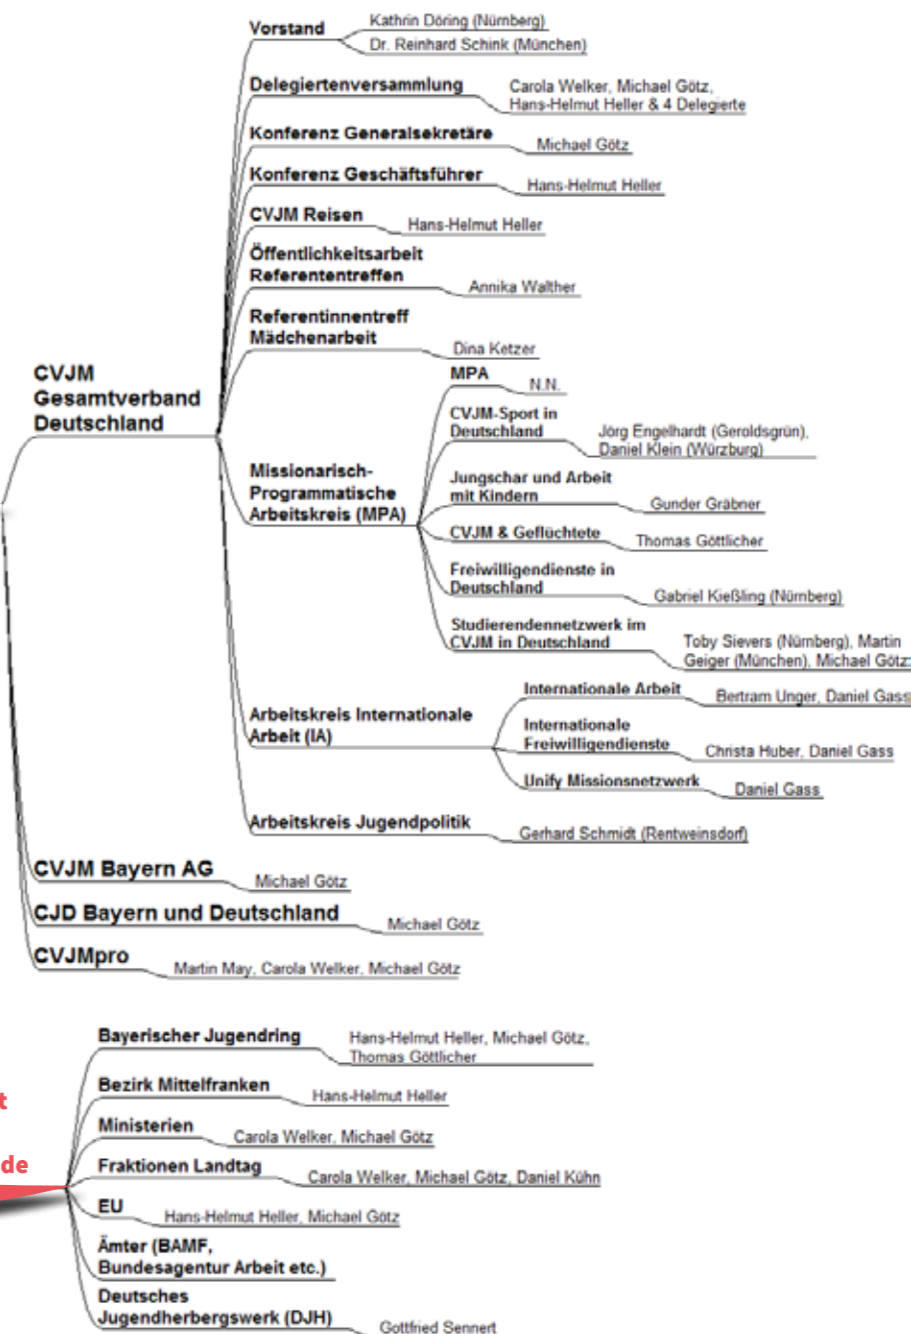 Vorstand
Kathrin Döring (Nürnberg)
Dr. Reinhard Schink (München)
Delegiertenversammlung
Carola Welker, Michael Götz,
Hans-Helmut Heller & 4 Delegierte
Konferenz Generalsekretäre
Michael Götz
Konferenz Geschäftsführer
Hans-Helmut Heller
CVJM Reisen
Hans-Helmut Heller
Öffentlichkeitsarbeit
Referententreffen
Annika Walther
Referentinnentreff
Mädchenarbeit
Dina Ketzer
CVJM
Gesamtverband
Deutschland
Missionarisch-
Programmatische
Arbeitskreis (MPA)
MPA
N.N.
CVJM-Sport in
Deutschland
Jörg Engelhardt (Geroldsgrün),
Daniel Klein (Würzburg)
Jungschar und Arbeit
mit Kindern
Gunder Gräbner
CVJM & Geflüchtete
Thomas Göttlicher
Freiwilligendienste in
Deutschland
Gabriel Kießling (Nürnberg)
Studierendennetzwerk im
CVJM in Deutschland
Toby Sievers (Nürnberg), Martin
Geiger (München), Michael Götz
Arbeitskreis Internationale
Arbeit (IA)
Internationale Arbeit
Bertram Unger, Daniel Gass
Internationale
Freiwilligendienste
Christa Huber, Daniel Gass
Unify Missionsnetzwerk
Daniel Gass
Arbeitskreis Jugendpolitik
Gerhard Schmidt (Rentweinsdorf)
CVJM Bayern AG
Michael Götz
CJD Bayern und Deutschland
Michael Götz
CVJMpro
Martin May, Carola Welker, Michael Götz
Bayerischer Jugendring
Hans-Helmut Heller, Michael Götz,
Thomas Göttlicher
Bezirk Mittelfranken
Hans-Helmut Heller
t
Ministerien
Carola Welker, Michael Götz
de
Fraktionen Landtag
Carola Welker, Michael Götz, Daniel Kühn
EU
Hans-Helmut Heller, Michael Götz
Ämter (BAMF,
Bundesagentur Arbeit etc.)
Deutsches
Jugendherbergswerk (DJH)
Gottfried Sennert